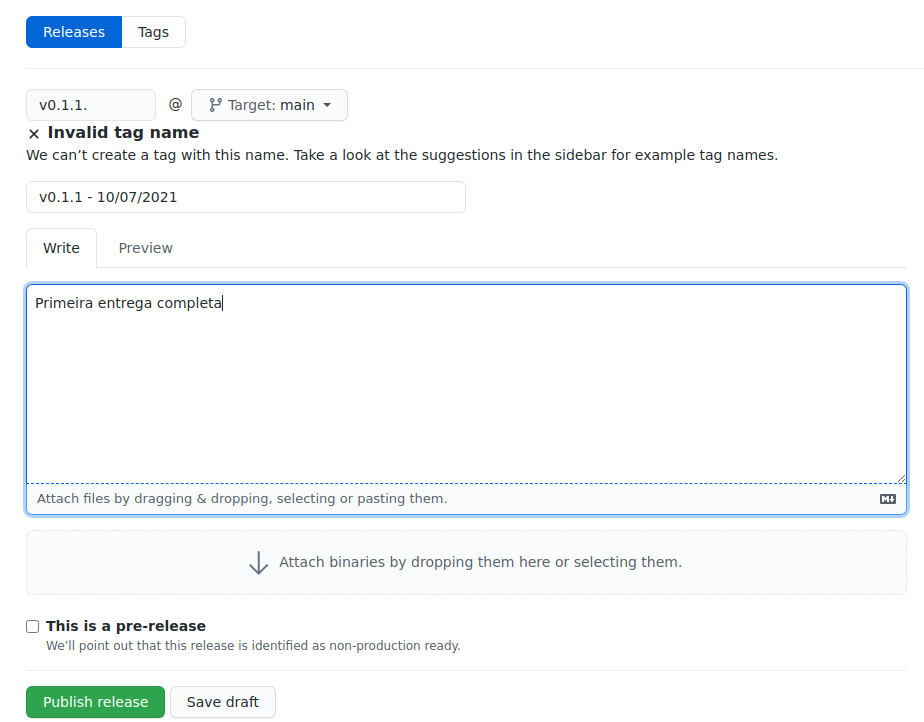 Releases Tags
v0.1.1. @ Target: main
Invalid tag name
We can’t create a tag with this name. Take a look at the suggestions in the sidebar for example tag names.
v0.1.1 - 10/07/2021
Write Preview
Primeira entrega completa
Attach files by dragging & dropping, selecting or pasting them.
Attach binaries by dropping them here or selecting them.
This is a pre-release
We’ll point out that this release is identified as non-production ready.
Publish release Save draft